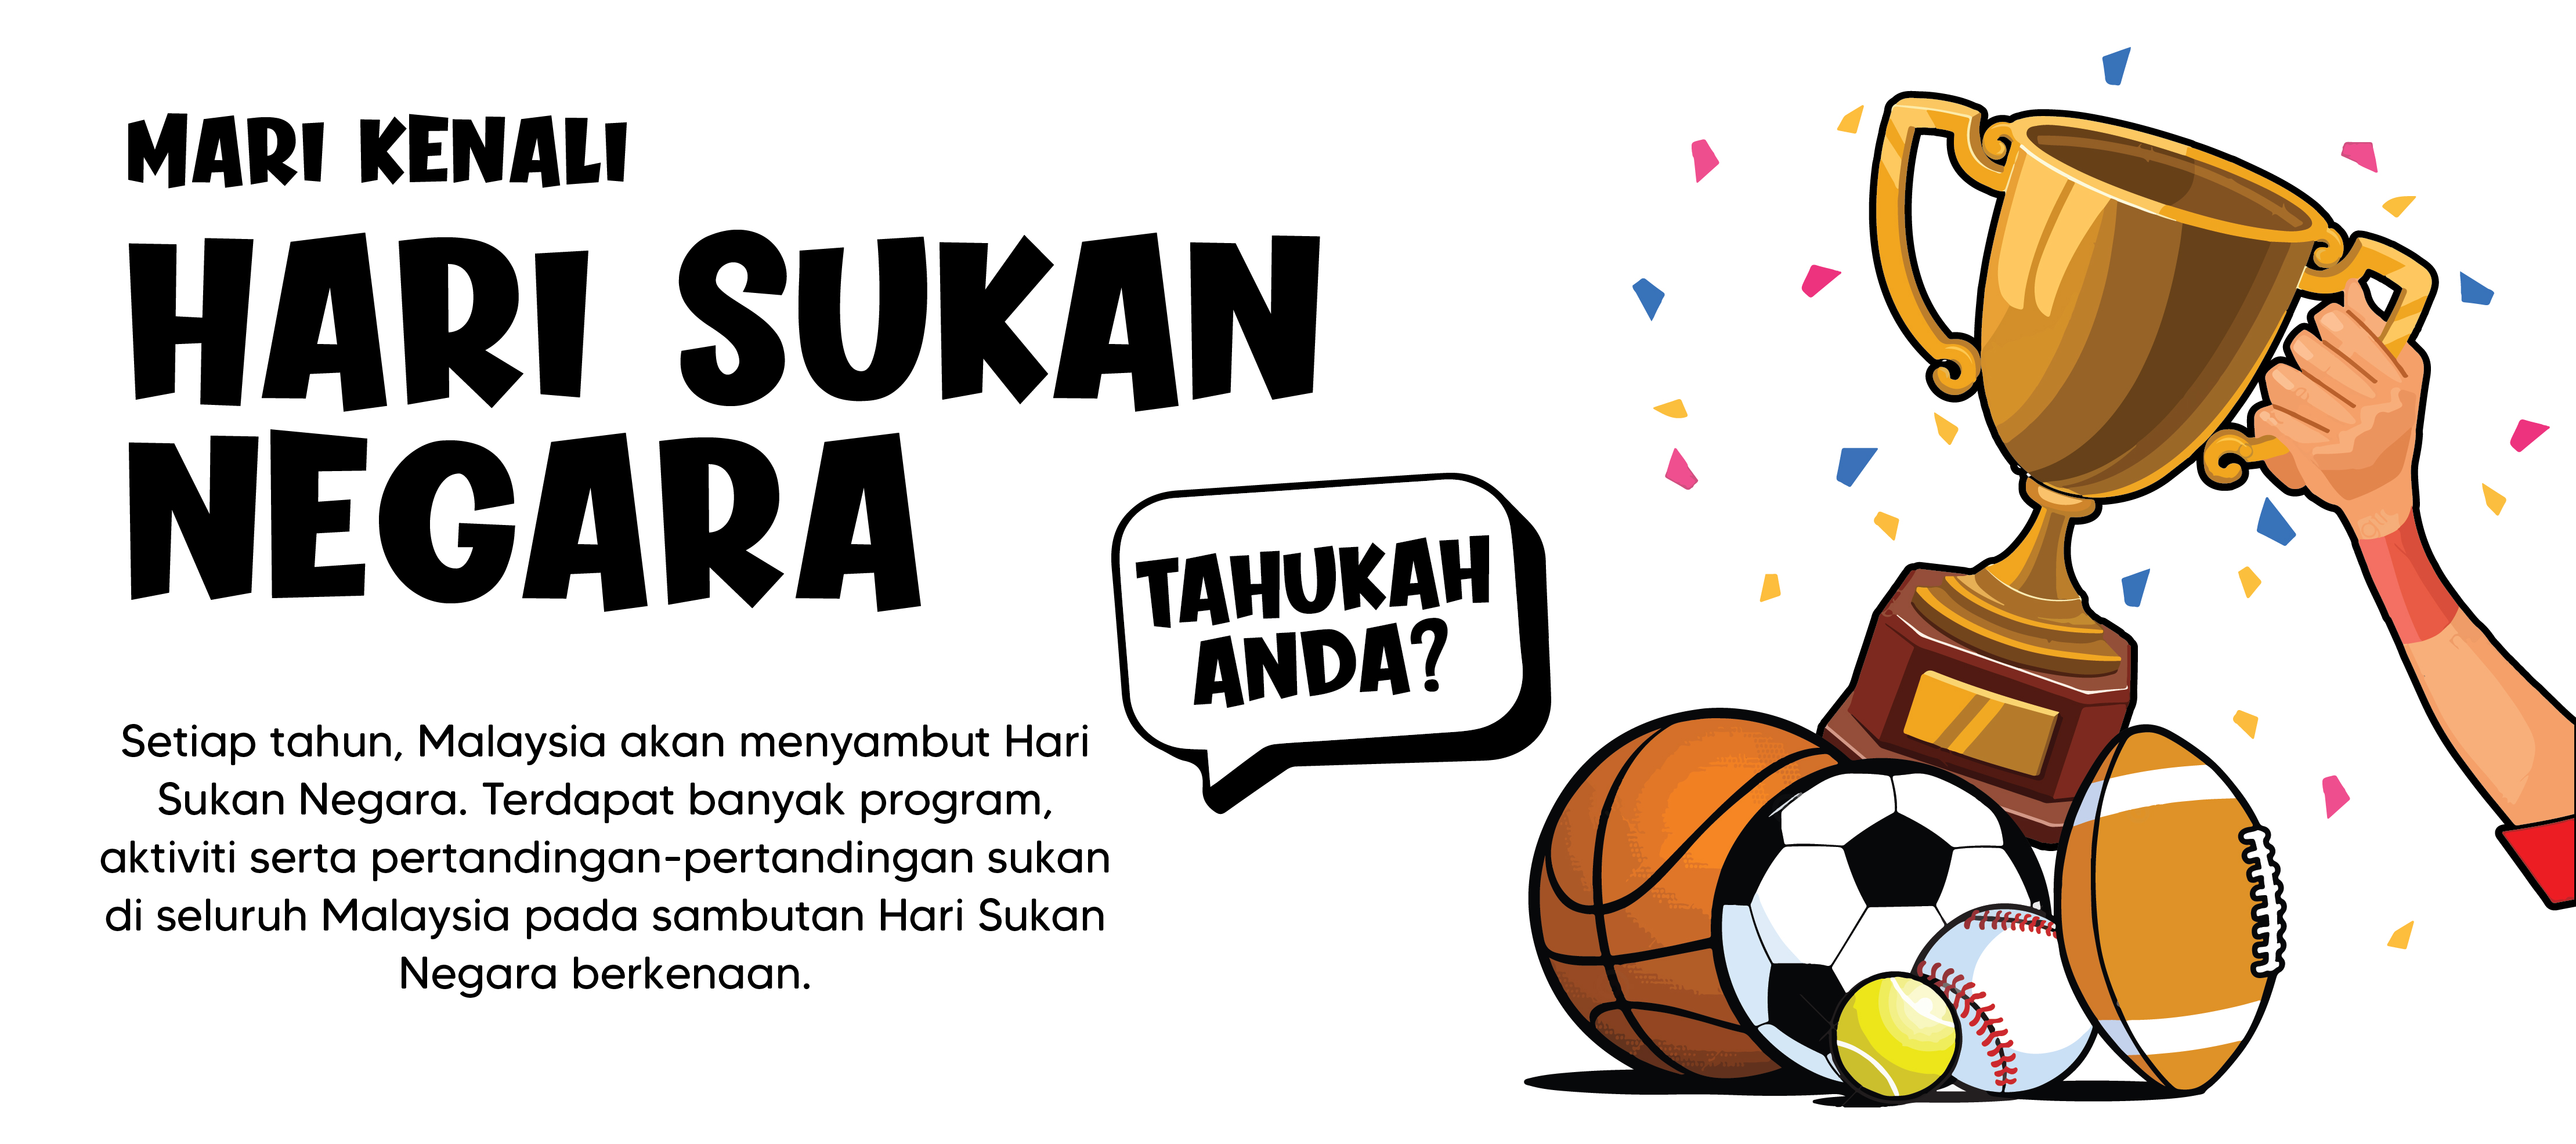 MARI KENALI
HARI SUKAN
NEGARA
TAHUKAH
ANDA?
Setiap tahun, Malaysia akan menyambut Hari
Sukan Negara. Terdapat banyak program,
aktiviti serta pertandingan-pertandingan sukan
di seluruh Malaysia pada sambutan Hari Sukan
Negara berkenaan.